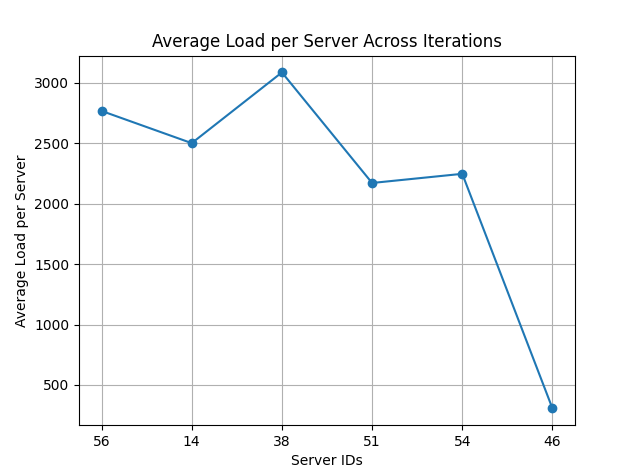 Average Load per Server Across Iterations
Average Load per Server
3000
2500
2000
1500
1000
500
56 14 38 51 54 46
Server IDs